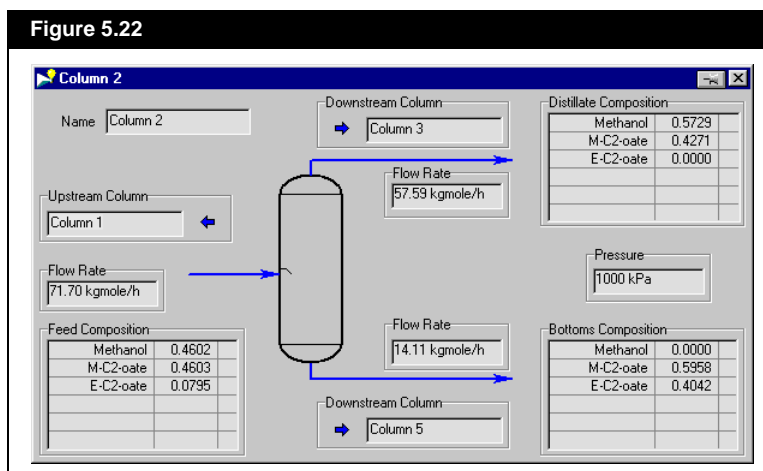 Figure 5.22
Column 2
Name Column 2
Downstream Column
Column 3
Distillate Composition
Methanol 0.5729
M-C2-oate 0.4271
E-C2-oate 0.0000
Flow Rate
57.59 kgmole/h
Upstream Column
Column 1
Pressure
1000 kPa
Flow Rate
71.70 kgmole/h
Feed Composition
Methanol 0.4602
M-C2-oate 0.4603
E-C2-oate 0.0795
Flow Rate
14.11 kgmole/h
Bottoms Composition
Methanol 0.0000
M-C2-oate 0.5958
E-C2-oate 0.4042
Downstream Column
Column 5